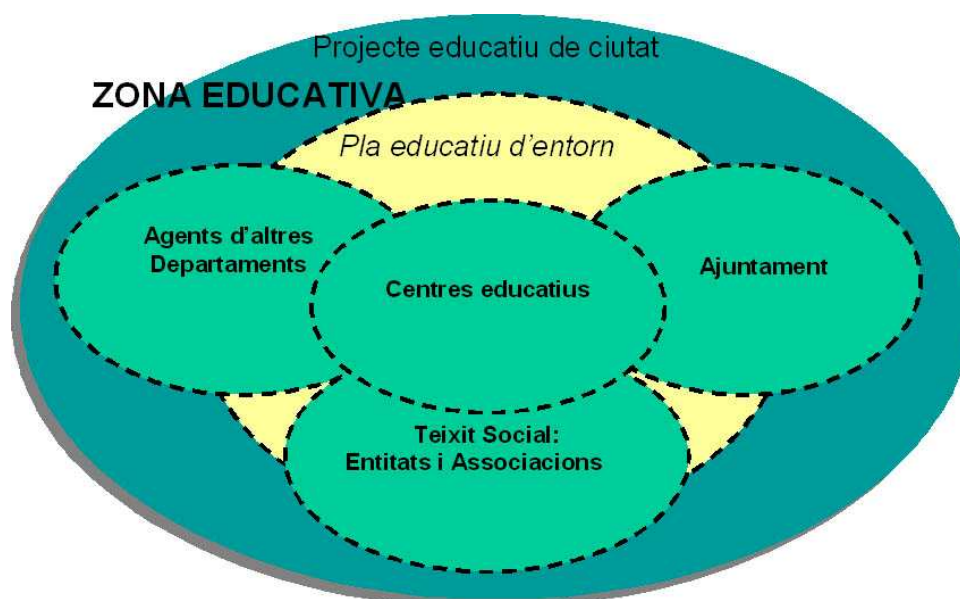 Projecte educatiu de ciutat
ZONA EDUCATIVA
Pla educatiu d'entorn
Agents d'altres
Departaments
Centres educatius
Ajuntament
Teixit Social:
Entitats i Associacions